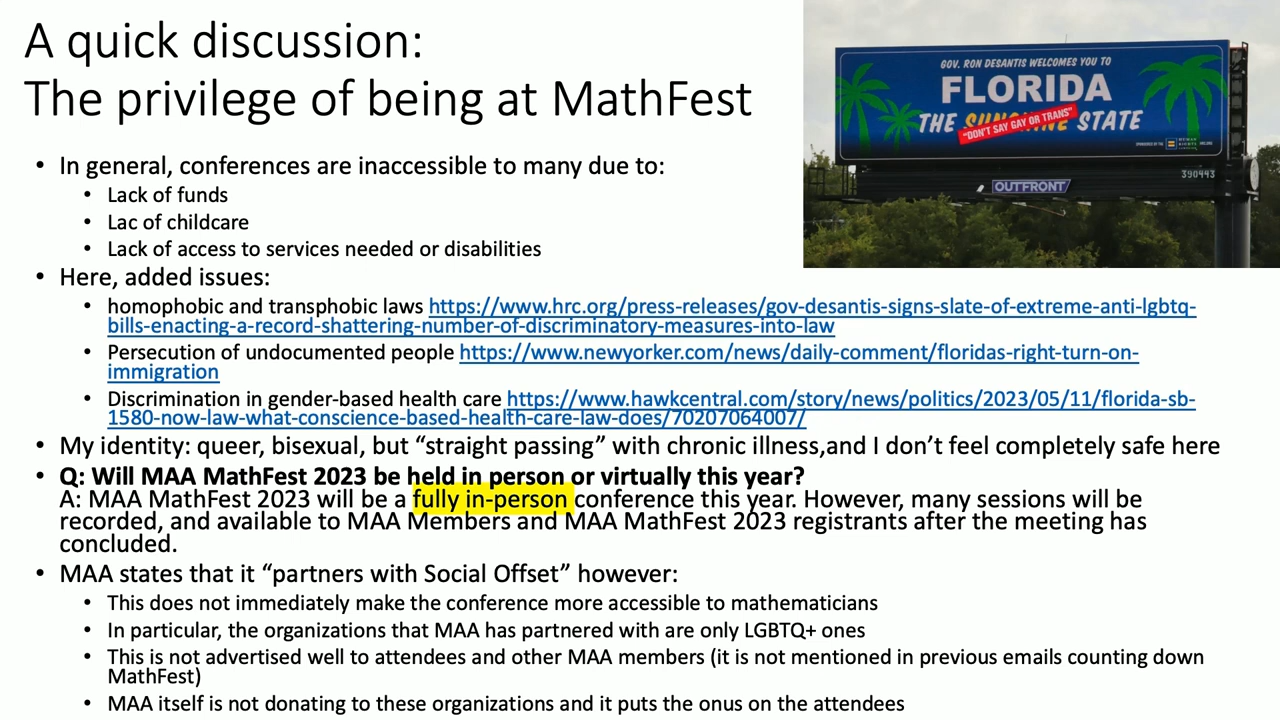 A quick discussion:
The privilege of being at MathFest
GOV. RON DESANTIS WELCOMES YOU TO
FLORIDA
THE SUNSHINE STATE
"DON'T SAY GAY OR TRANS"
OUTFRONT
390443
• In general, conferences are inaccessible to many due to:
• Lack of funds
• Lac of childcare
• Lack of access to services needed or disabilities
• Here, added issues:
• homophobic and transphobic laws https://www.hrc.org/press-releases/gov-desantis-signs-slate-of-extreme-anti-lgbtq-
bills-enacting-a-record-shattering-number-of-discriminatory-measures-into-law
• Persecution of undocumented people https://www.newyorker.com/news/daily-comment/floridas-right-turn-on-
immigration
• Discrimination in gender-based health care https://www.hawkcentral.com/story/news/politics/2023/05/11/florida-sb-
1580-now-law-what-conscience-based-health-care-law-does/70207064007/
• My identity: queer, bisexual, but “straight passing” with chronic illness,and I don’t feel completely safe here
• Q: Will MAA MathFest 2023 be held in person or virtually this year?
A: MAA MathFest 2023 will be a fully in-person conference this year. However, many sessions will be
recorded, and available to MAA Members and MAA MathFest 2023 registrants after the meeting has
concluded.
• MAA states that it “partners with Social Offset” however:
• This does not immediately make the conference more accessible to mathematicians
• In particular, the organizations that MAA has partnered with are only LGBTQ+ ones
• This is not advertised well to attendees and other MAA members (it is not mentioned in previous emails counting down
MathFest)
• MAA itself is not donating to these organizations and it puts the onus on the attendees